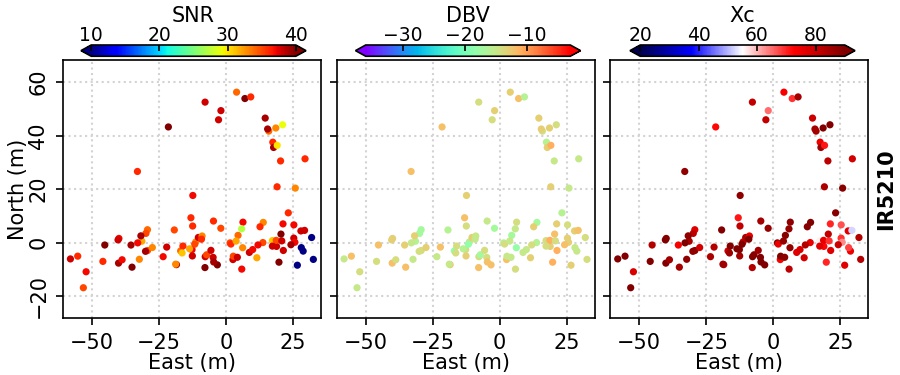 SNR DBV Xc
10 20 30 40 −30 −20 −10 20 40 60 80
60
40
20
0
−20
North (m)
IR5210
−50 −25 0 25 −50 −25 0 25 −50 −25 0 25
East (m) East (m) East (m)